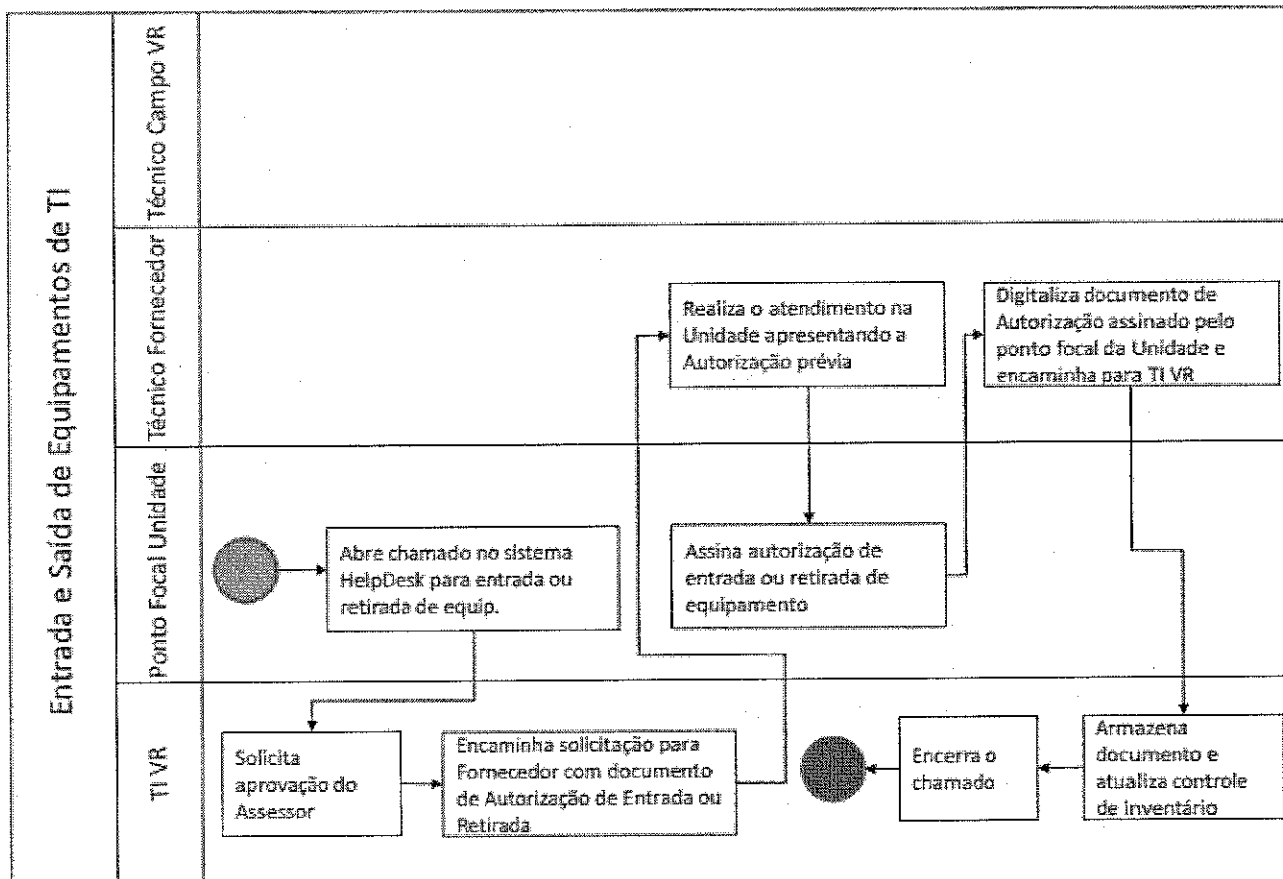 Entrada e Saída de Equipamentos de TI
Técnico Campo VR
Técnico Fornecedor
Realiza o atendimento na
Unidade apresentando a
Autorização prévia
Digitaliza documento de
Autorização assinado pelo
ponto focal da Unidade e
encaminha para TI VR
Ponto Focal Unidade
Abre chamado no sistema
HelpDesk para entrada ou
retirada de equip.
Assina autorização de
entrada ou retirada de
equipamento
TI VR
Solicita
aprovação do
Assessor
Encaminha solicitação para
Fornecedor com documento
de Autorização de Entrada ou
Retirada
Encerra o
chamado
Armazena
documento e
atualiza controle
de inventário